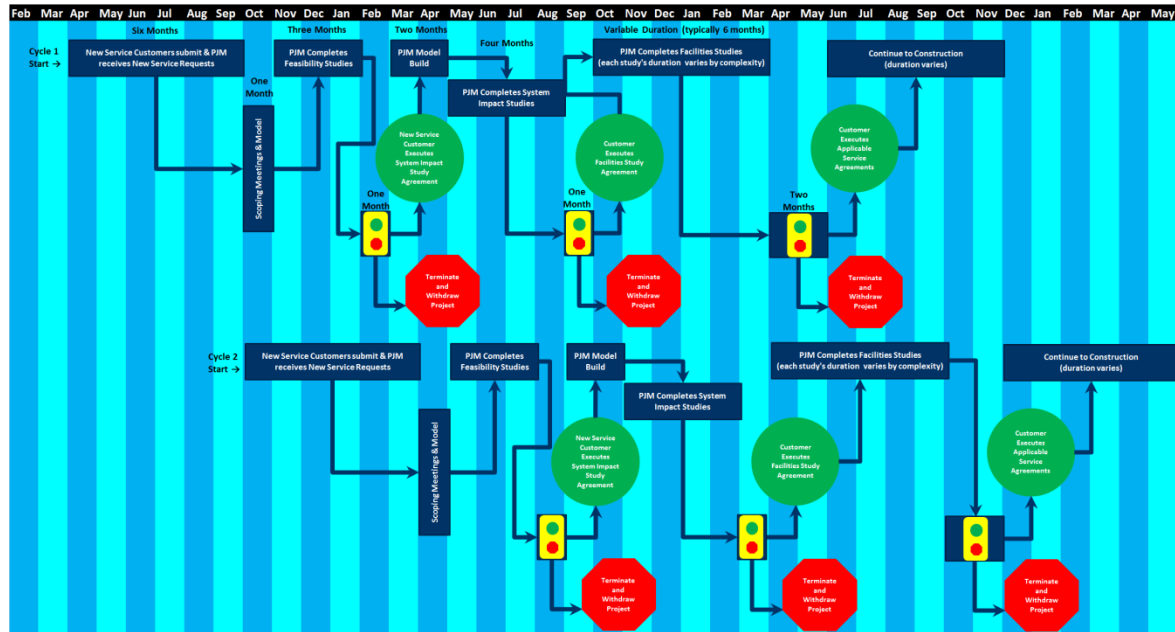 Feb Mar Apr May Jun Jul Aug Sep Oct Nov Dec Jan Feb Mar Apr May Jun Jul Aug Sep Oct Nov Dec Jan Feb Mar Apr May Jun Jul Aug Sep Oct Nov Dec Jan Feb Mar Apr May
Six Months
Three Months
Two Months
Four Months
Variable Duration (typically 6 months)
Cycle 1
Start →
New Service Customers submit & PJM
receives New Service Requests
One
Month
Scoping Meetings & Model
PJM Completes
Feasibility Studies
One
Month
New Service
Customer
Executes
System Impact
Study
Agreement
Terminate
and
Withdraw
Project
PJM Model
Build
PJM Completes System
Impact Studies
One
Month
Customer
Executes
Facilities Study
Agreement
Terminate
and
Withdraw
Project
PJM Completes Facilities Studies
(each study's duration varies by complexity)
Two
Months
Customer
Executes
Applicable
Service
Agreements
Terminate
and
Withdraw
Project
Continue to Construction
(duration varies)
Cycle 2
Start →
New Service Customers submit & PJM
receives New Service Requests
Scoping Meetings & Model
PJM Completes
Feasibility Studies
New Service
Customer
Executes
System Impact
Study
Agreement
Terminate
and
Withdraw
Project
PJM Model
Build
PJM Completes System
Impact Studies
Customer
Executes
Facilities Study
Agreement
Terminate
and
Withdraw
Project
PJM Completes Facilities Studies
(each study's duration varies by complexity)
Customer
Executes
Applicable
Service
Agreements
Terminate
and
Withdraw
Project
Continue to Construction
(duration varies)